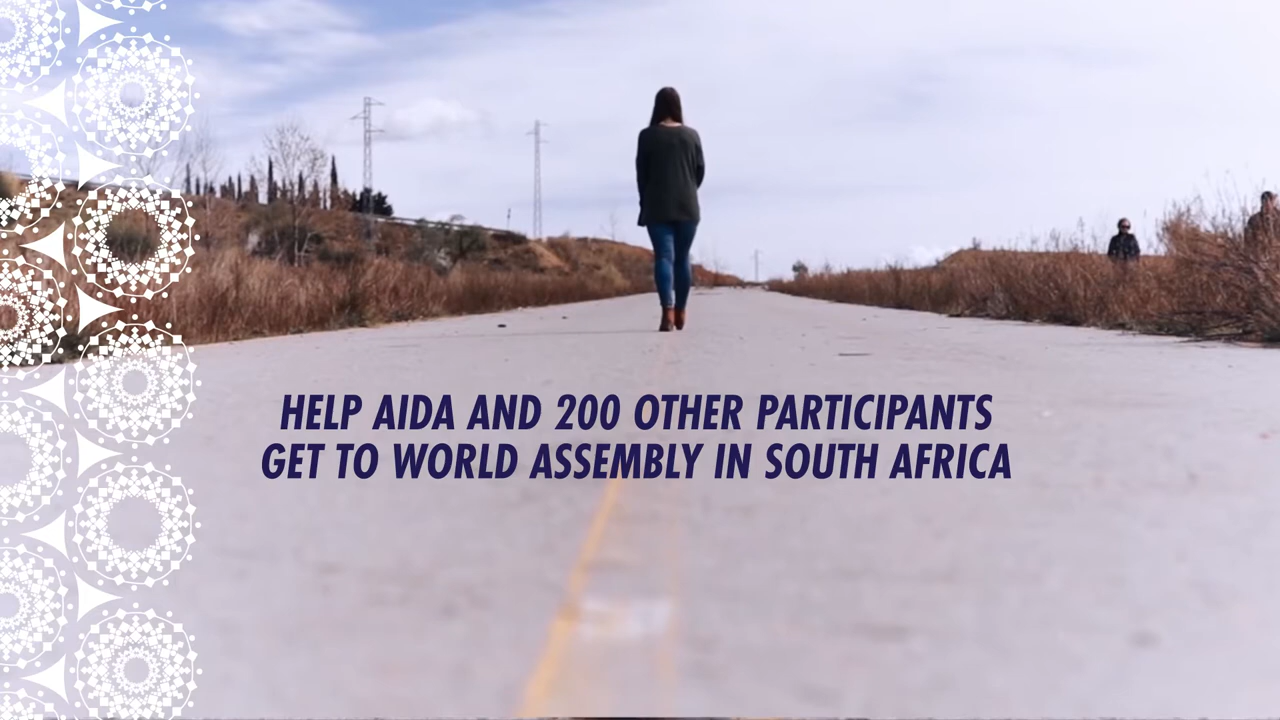 HELP AIDA AND 200 OTHER PARTICIPANTS
GET TO WORLD ASSEMBLY IN SOUTH AFRICA